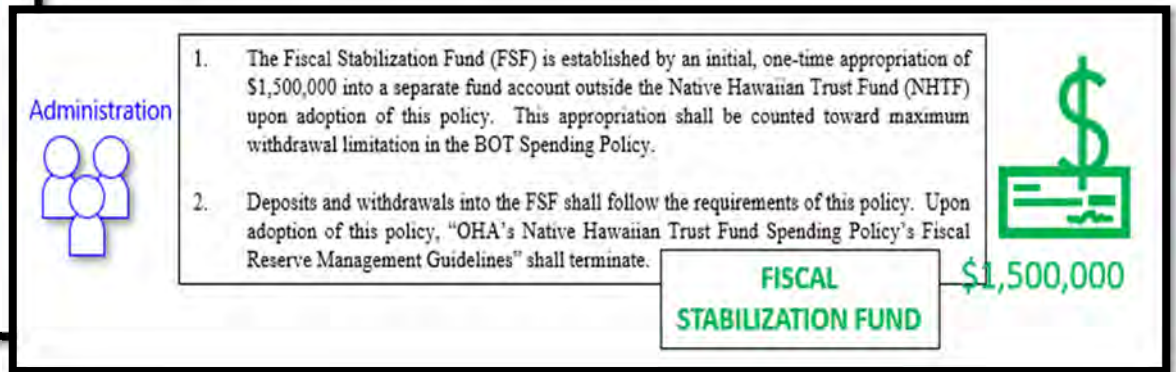 Administration
1. The Fiscal Stabilization Fund (FSF) is established by an initial, one-time appropriation of
$1,500,000 into a separate fund account outside the Native Hawaiian Trust Fund (NHTF)
upon adoption of this policy. This appropriation shall be counted toward maximum
withdrawal limitation in the BOT Spending Policy.
2. Deposits and withdrawals into the FSF shall follow the requirements of this policy. Upon
adoption of this policy, “OHA’s Native Hawaiian Trust Fund Spending Policy’s Fiscal
Reserve Management Guidelines” shall terminate.
$
$1,500,000
FISCAL
STABILIZATION FUND